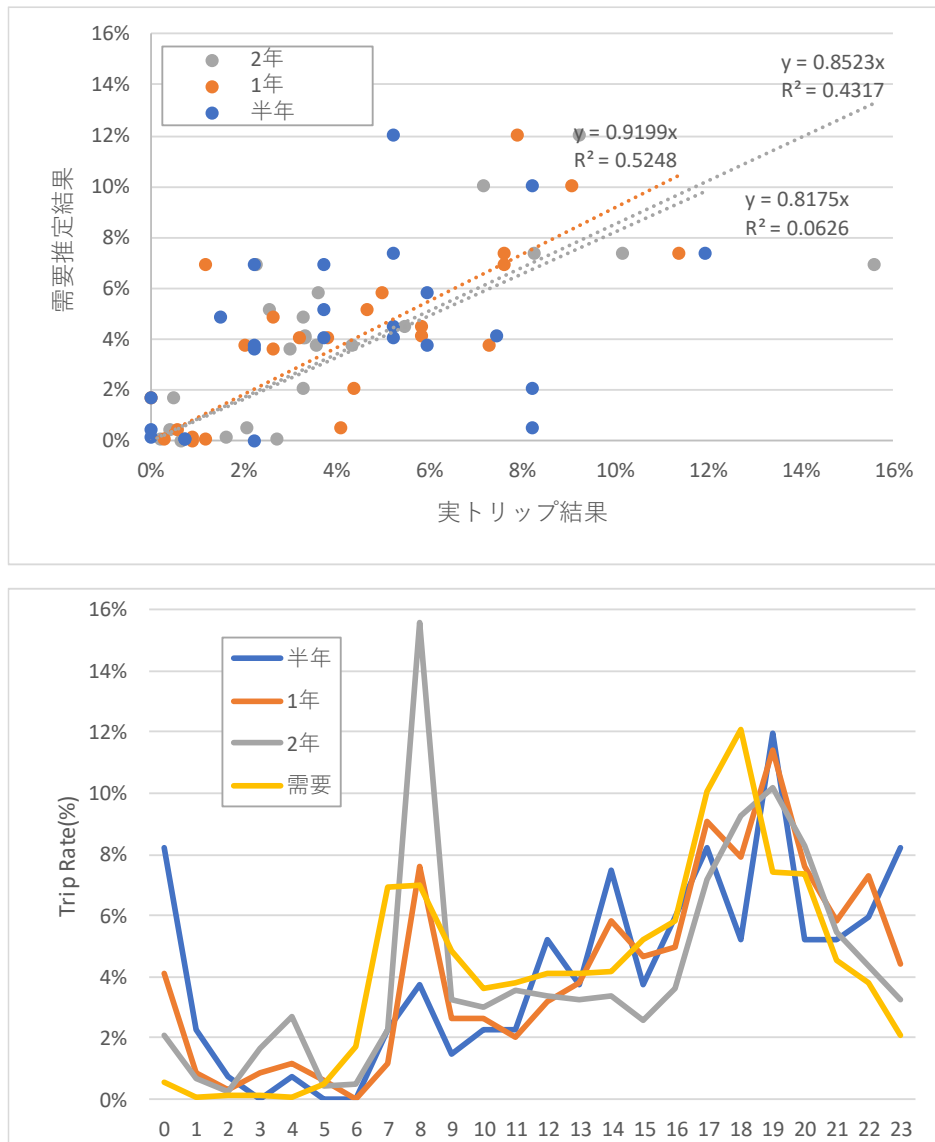 16%
14%
12%
10%
8%
6%
4%
2%
0%
需要推定結果
2年
1年
半年
y = 0.8523x
R² = 0.4317
y = 0.9199x
R² = 0.5248
y = 0.8175x
R² = 0.0626
0% 2% 4% 6% 8% 10% 12% 14% 16%
実トリップ結果
16%
14%
12%
10%
8%
6%
4%
2%
0%
Trip Rate(%)
半年
1年
2年
需要
0 1 2 3 4 5 6 7 8 9 10 11 12 13 14 15 16 17 18 19 20 21 22 23